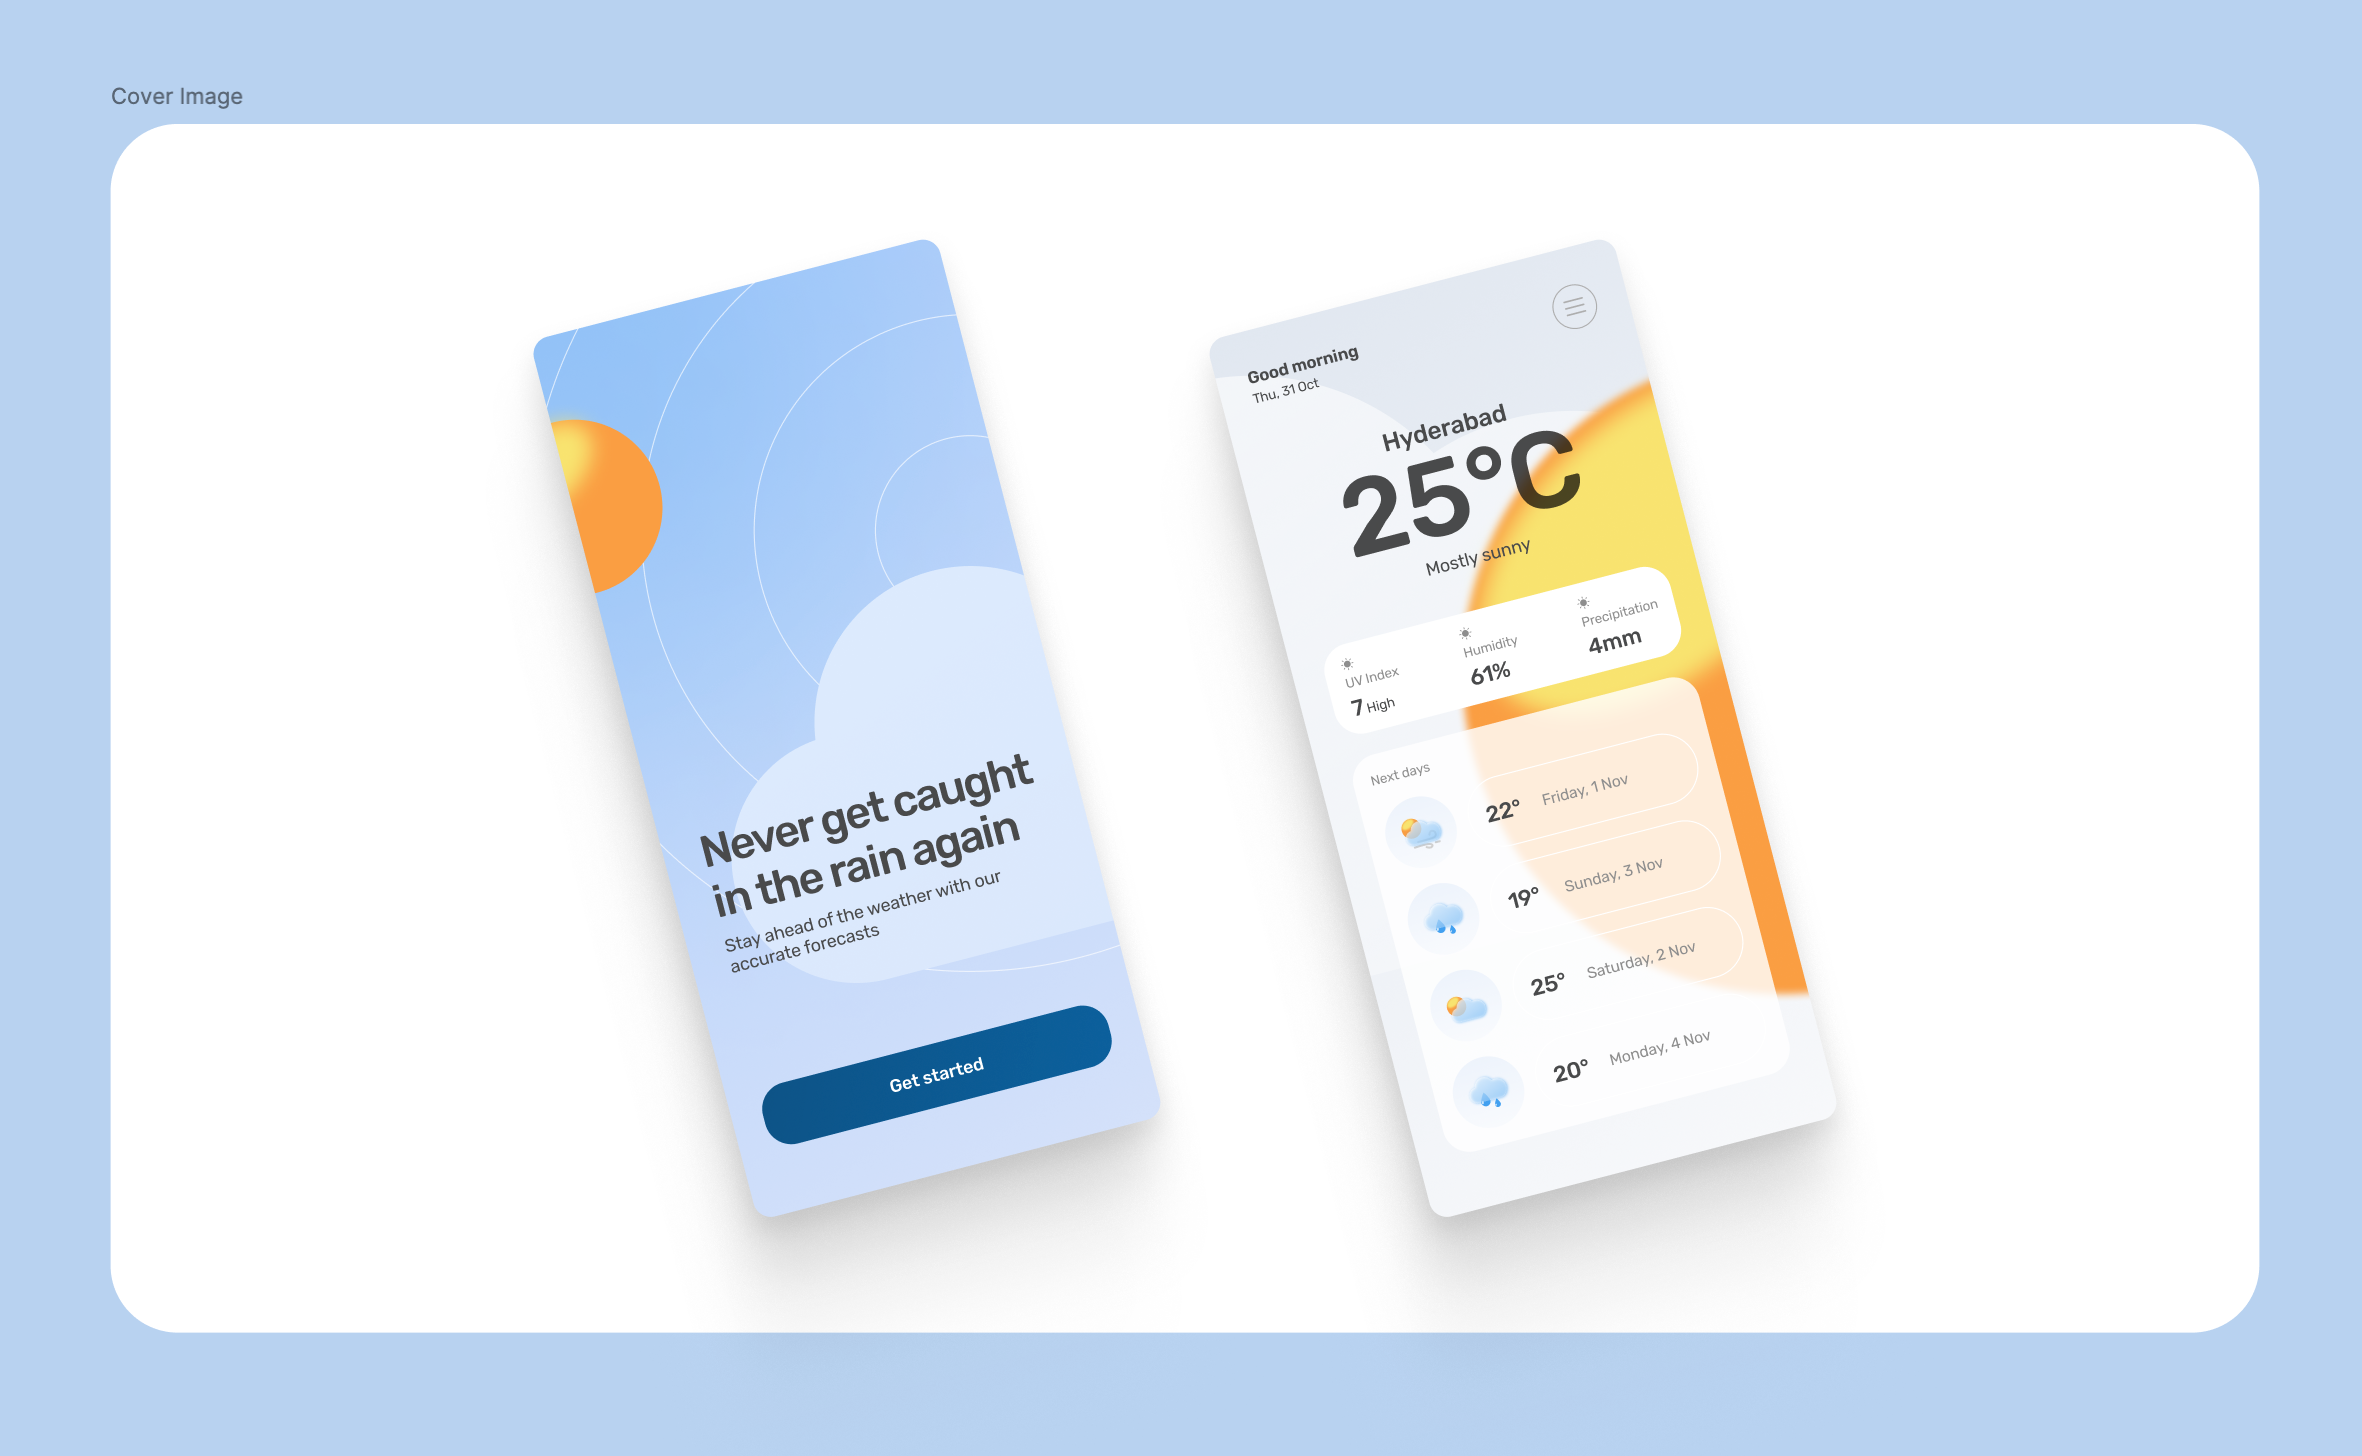 Cover Image
Never get caught
in the rain again
Stay ahead of the weather with our
accurate forecasts
Get started
Good morning
Thu, 31 Oct
Hyderabad
25°C
Mostly sunny
UV Index
7 High
Humidity
61%
Precipitation
4mm
Next days
22° Friday, 1 Nov
19° Sunday, 3 Nov
25° Saturday, 2 Nov
20° Monday, 4 Nov